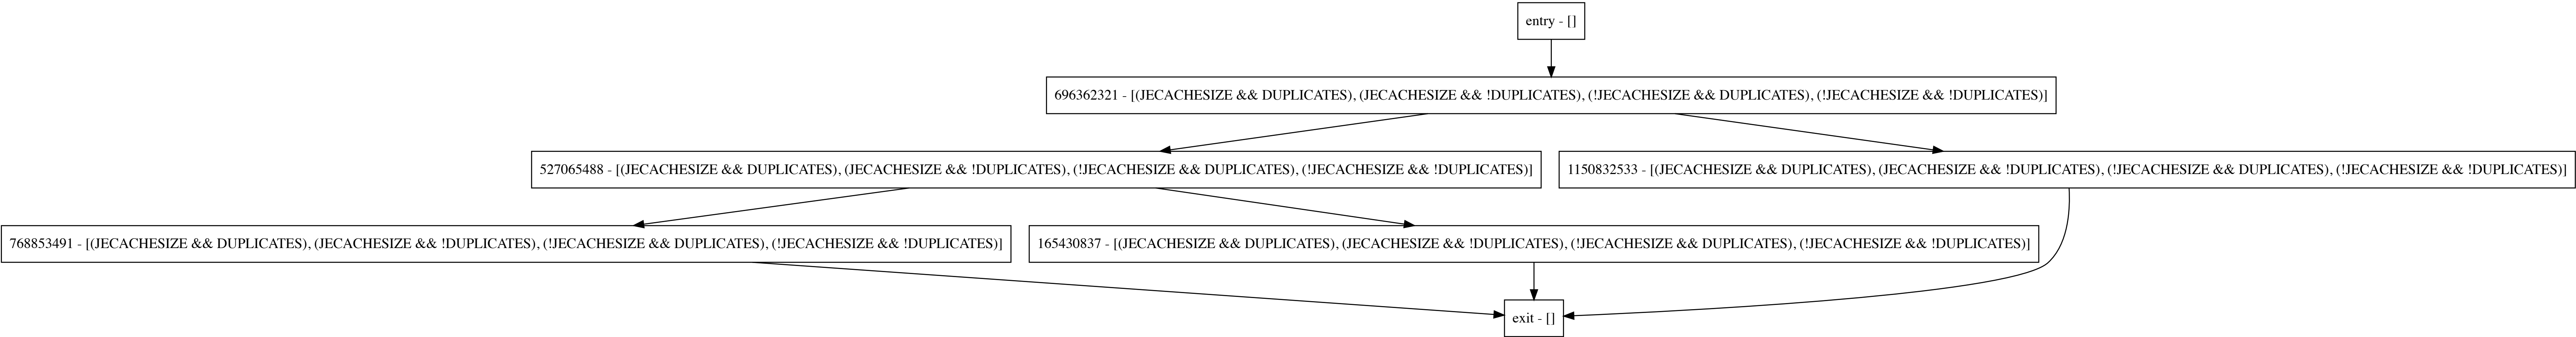 entry - []
696362321 - [(JECACHESIZE && DUPLICATES), (JECACHESIZE && !DUPLICATES), (!JECACHESIZE && DUPLICATES), (!JECACHESIZE && !DUPLICATES)]
527065488 - [(JECACHESIZE && DUPLICATES), (JECACHESIZE && !DUPLICATES), (!JECACHESIZE && DUPLICATES), (!JECACHESIZE && !DUPLICATES)]
1150832533 - [(JECACHESIZE && DUPLICATES), (JECACHESIZE && !DUPLICATES), (!JECACHESIZE && DUPLICATES), (!JECACHESIZE && !DUPLICATES)]
768853491 - [(JECACHESIZE && DUPLICATES), (JECACHESIZE && !DUPLICATES), (!JECACHESIZE && DUPLICATES), (!JECACHESIZE && !DUPLICATES)]
165430837 - [(JECACHESIZE && DUPLICATES), (JECACHESIZE && !DUPLICATES), (!JECACHESIZE && DUPLICATES), (!JECACHESIZE && !DUPLICATES)]
exit - []